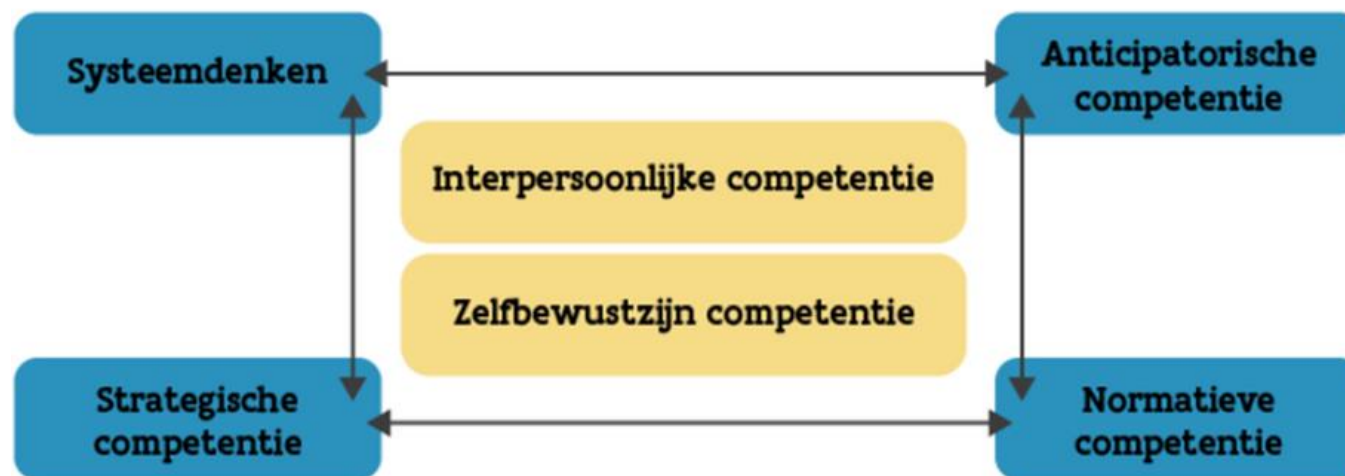 Systeemdenken
Anticipatorische
competentie
Interpersoonlijke competentie
Zelfbewustzijn competentie
Strategische
competentie
Normatieve
competentie